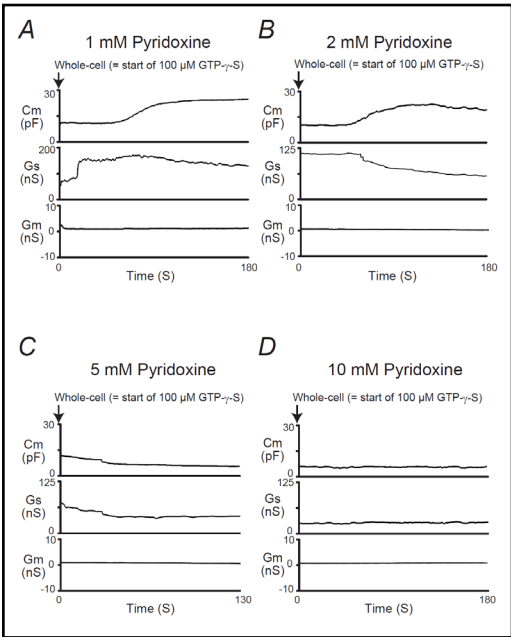 A
1 mM Pyridoxine
Whole-cell (= start of 100 μM GTP-γ-S)
30
Cm
(pF)
0
200
Gs
(nS)
0
10
Gm
(nS)
0
-10
0
180
Time (S)
B
2 mM Pyridoxine
Whole-cell (= start of 100 μM GTP-γ-S)
30
Cm
(pF)
0
125
Gs
(nS)
0
10
Gm
(nS)
0
-10
0
180
Time (S)
C
5 mM Pyridoxine
Whole-cell (= start of 100 μM GTP-γ-S)
30
Cm
(pF)
0
125
Gs
(nS)
0
10
Gm
(nS)
0
-10
0
130
Time (S)
D
10 mM Pyridoxine
Whole-cell (= start of 100 μM GTP-γ-S)
30
Cm
(pF)
0
125
Gs
(nS)
0
10
Gm
(nS)
0
-10
0
180
Time (S)